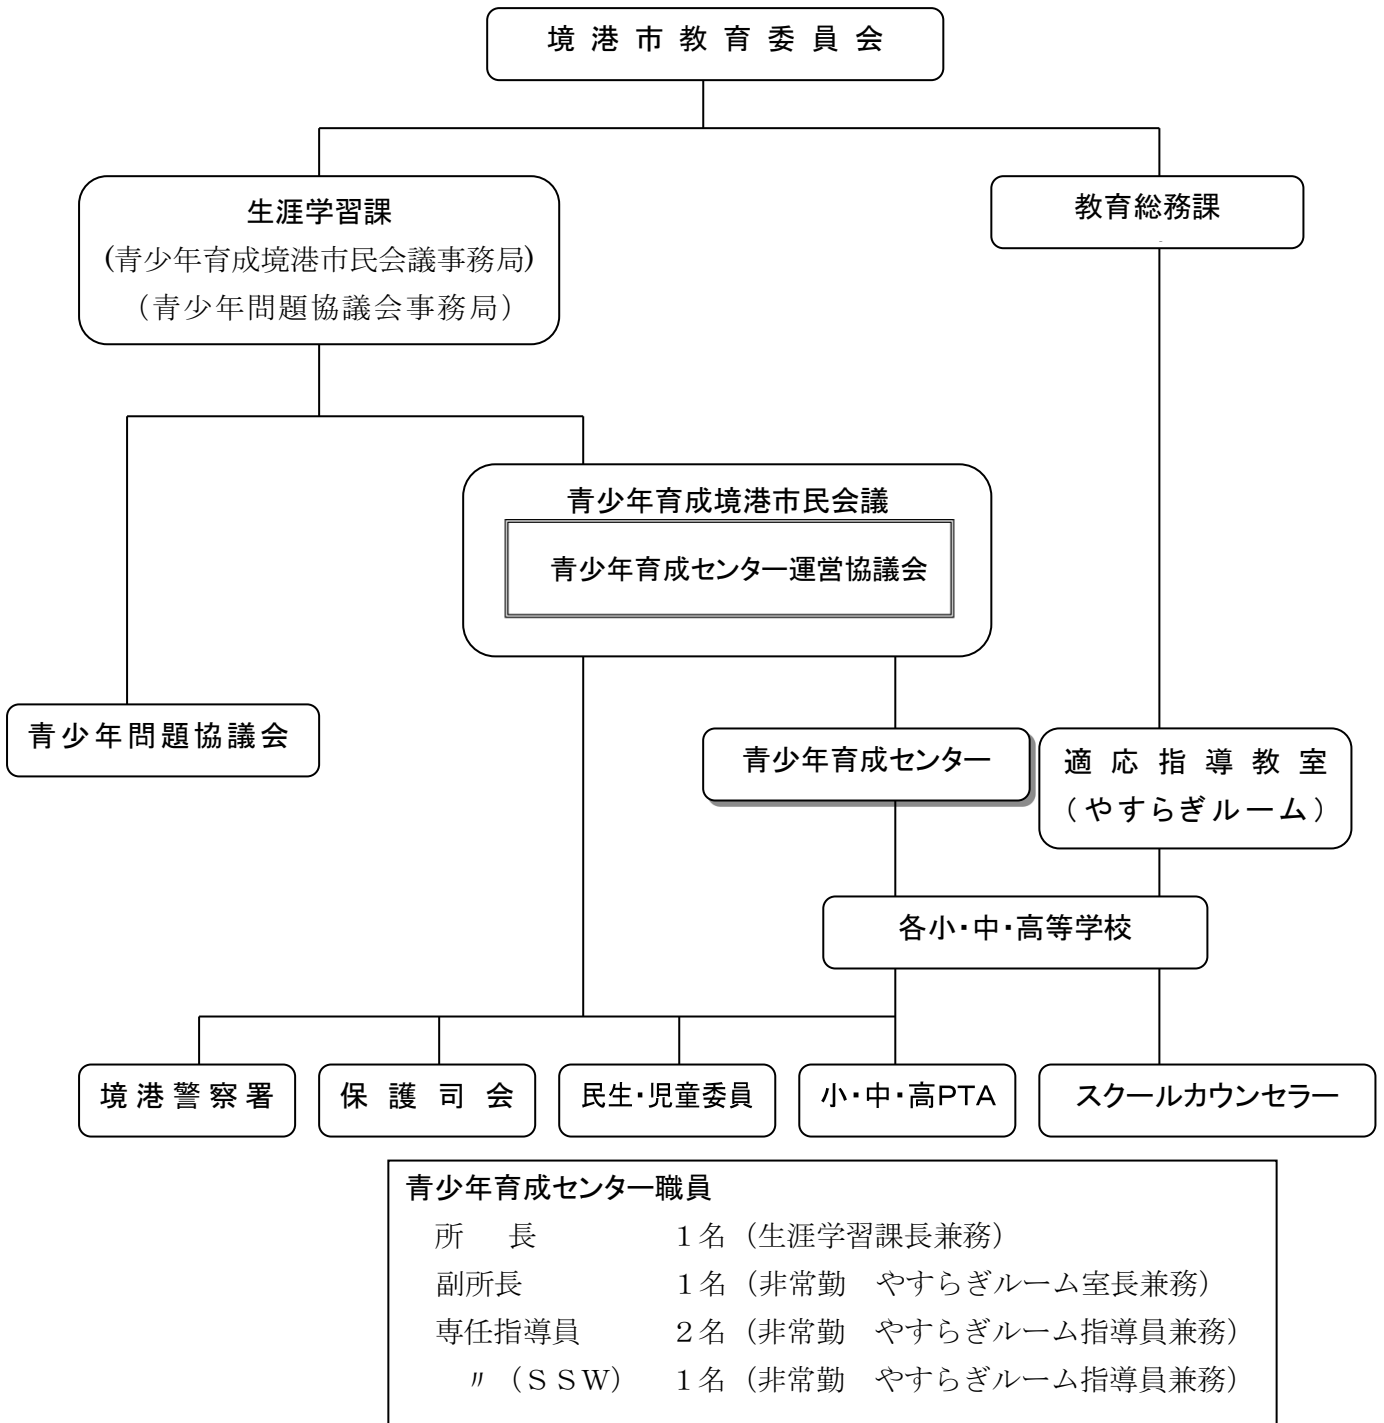 境港市教育委員会
生涯学習課
(青少年育成境港市民会議事務局)
（青少年問題協議会事務局）
教育総務課
青少年育成境港市民会議
青少年育成センター運営協議会
青少年問題協議会
青少年育成センター
適応指導教室
（やすらぎルーム）
各小・中・高等学校
境港警察署
保護司会
民生・児童委員
小・中・高PTA
スクールカウンセラー
青少年育成センター職員
所　長　１名（生涯学習課長兼務）
副所長　１名（非常勤　やすらぎルーム室長兼務）
専任指導員　２名（非常勤　やすらぎルーム指導員兼務）
〃（ＳＳＷ）　１名（非常勤　やすらぎルーム指導員兼務）